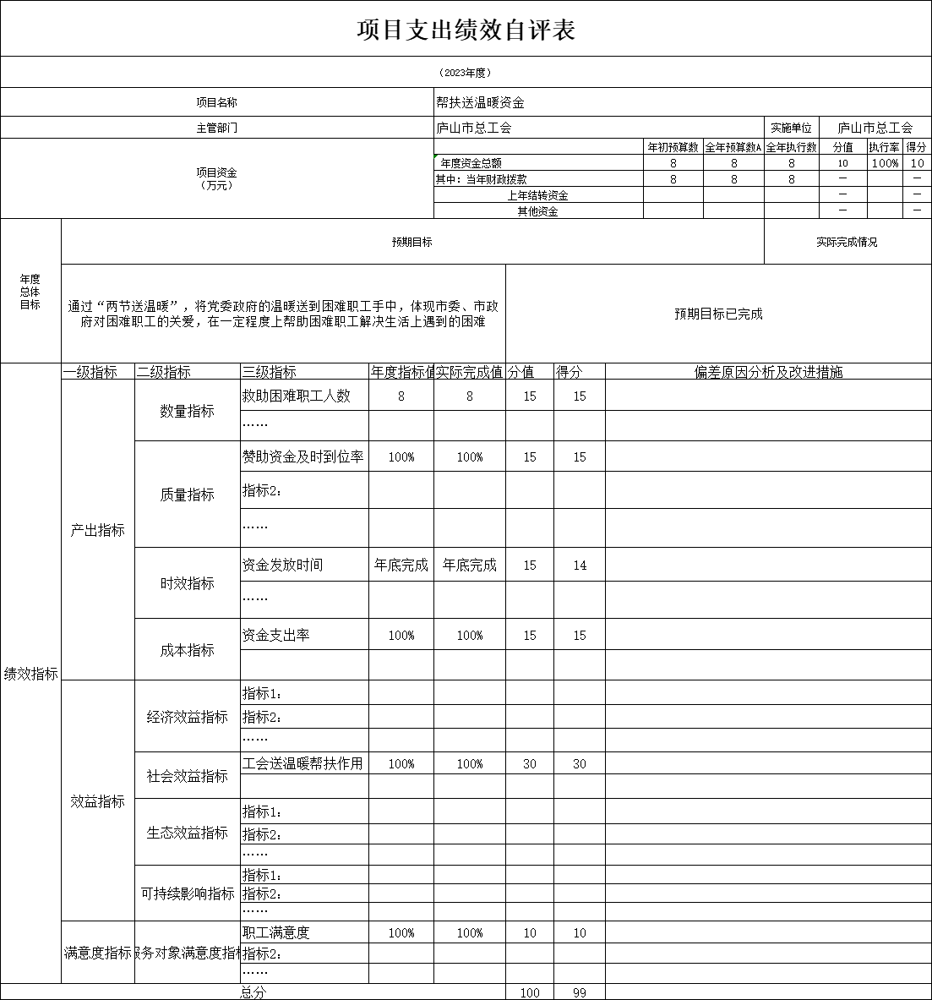 项目支出绩效自评表
（2023年度）
项目名称 帮扶送温暖资金
主管部门 庐山市总工会 实施单位 庐山市总工会
项目资金
（万元）
年初预算数 全年预算数A 全年执行数 分值 执行率 得分
年度资金总额 8 8 8 10 100% 10
其中：当年财政拨款 8 8 8 － －
上年结转资金 － －
其他资金 － －
年度
总体
目标
预期目标 实际完成情况
通过“两节送温暖”，将党委政府的温暖送到困难职工手中，体现市委、市政
府对困难职工的关爱，在一定程度上帮助困难职工解决生活上遇到的困难
预期目标已完成
绩效指标
一级指标 二级指标 三级指标 年度指标值 实际完成值 分值 得分 偏差原因分析及改进措施
产出指标
数量指标
救助困难职工人数 8 8 15 15
……
质量指标
赞助资金及时到位率 100% 100% 15 15
指标2：
……
时效指标
资金发放时间 年底完成 年底完成 15 14
……
成本指标
资金支出率 100% 100% 15 15
效益指标
经济效益指标
指标1：
指标2：
……
社会效益指标
工会送温暖帮扶作用 100% 100% 30 30
生态效益指标
指标1：
指标2：
……
可持续影响指标
指标1：
指标2：
……
满意度指标
服务对象满意度指标
职工满意度 100% 100% 10 10
指标2：
……
总分 100 99